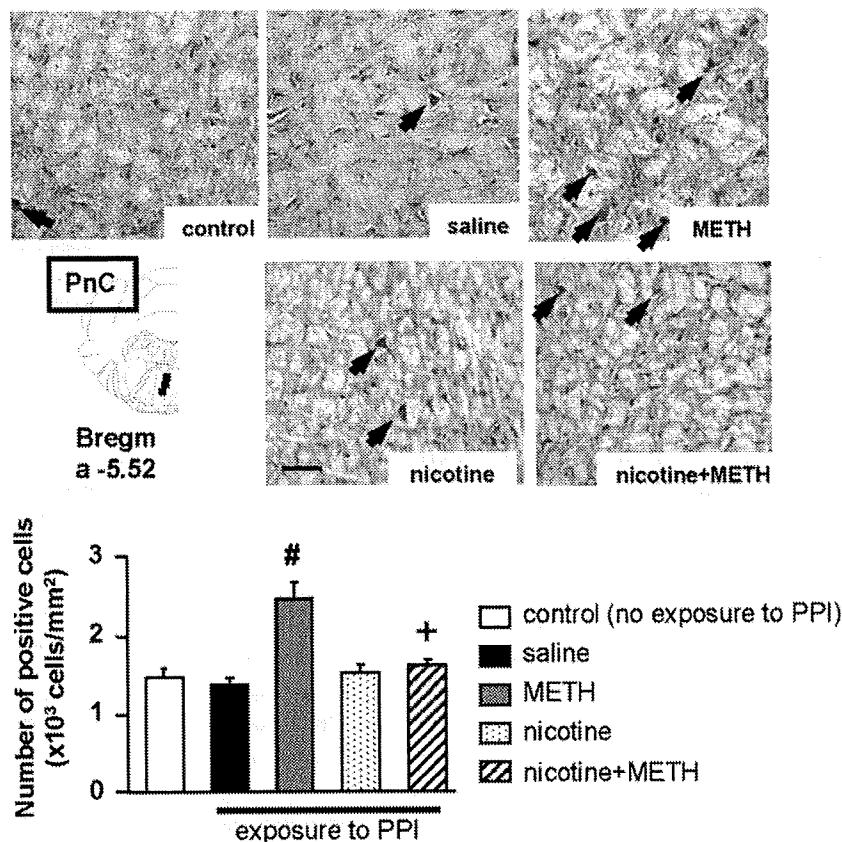 control
saline
METH
PnC
Bregm
a -5.52
nicotine
nicotine+METH
Number of positive cells
(x10³ cells/mm²)
3
2
1
0
#
+
exposure to PPI
control (no exposure to PPI)
saline
METH
nicotine
nicotine+METH